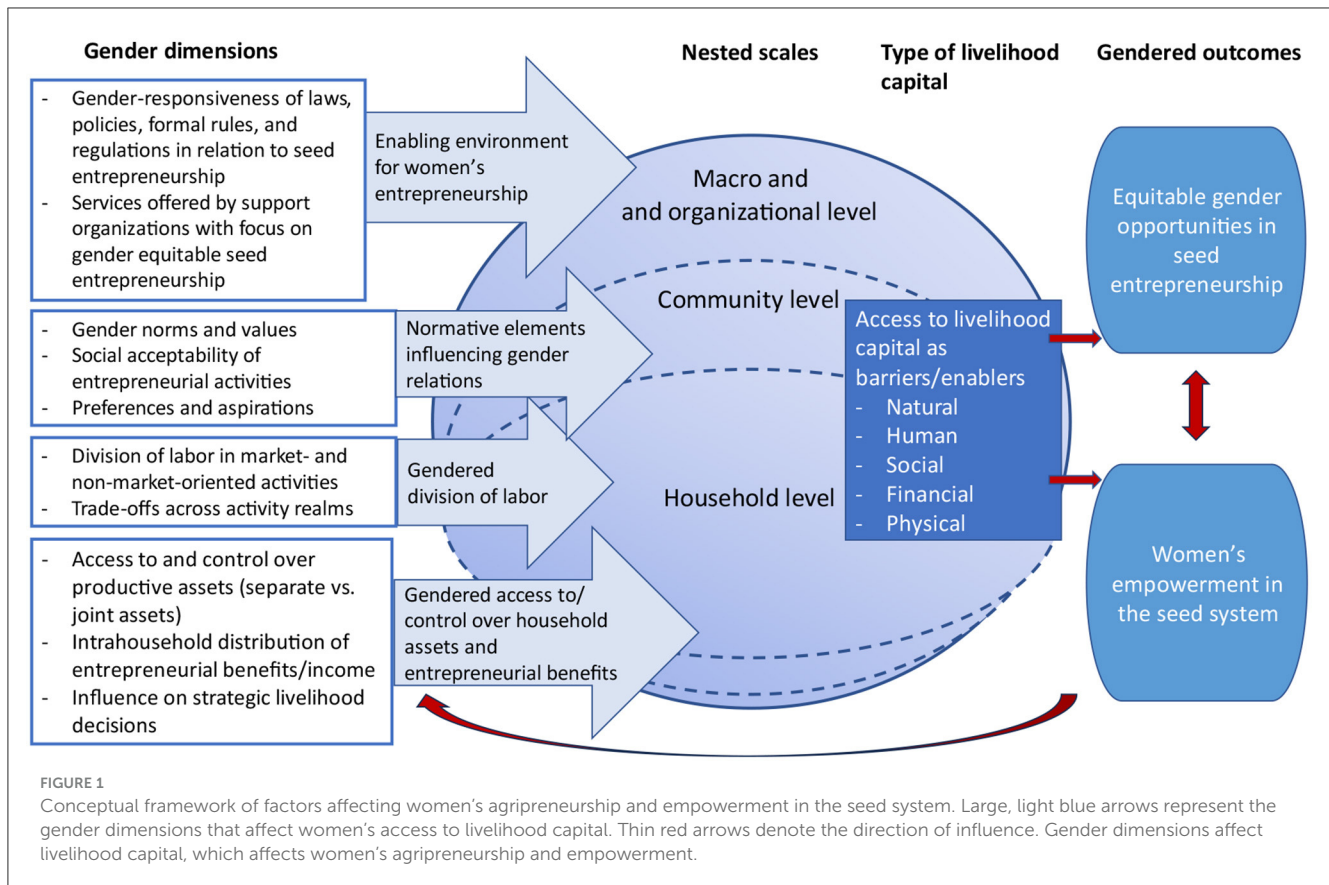 Gender dimensions
Nested scales
Type of livelihood
capital
Gendered outcomes
- Gender-responsiveness of laws,
policies, formal rules, and
regulations in relation to seed
entrepreneurship
- Services offered by support
organizations with focus on
gender equitable seed
entrepreneurship
Enabling environment
for women's
entrepreneurship
Macro and
and organizational level
Equitable gender
opportunities in
seed
entrepreneurship
- Gender norms and values
- Social acceptability of
entrepreneurial activities
- Preferences and aspirations
Normative elements
influencing gender
relations
Community level
Access to livelihood
capital as
barriers/enablers
- Natural
- Human
- Social
- Financial
- Physical
- Division of labor in market- and
non-market-oriented activities
- Trade-offs across activity realms
Gendered
division of labor
Household level
- Access to and control over
productive assets (separate vs.
joint assets)
- Intrahousehold distribution of
entrepreneurial benefits/income
- Influence on strategic livelihood
decisions
Gendered access to/
control over household
assets and
entrepreneurial benefits
Women's
empowerment in
the seed system
FIGURE 1
Conceptual framework of factors affecting women's agripreneurship and empowerment in the seed system. Large, light blue arrows represent the
gender dimensions that affect women's access to livelihood capital. Thin red arrows denote the direction of influence. Gender dimensions affect
livelihood capital, which affects women's agripreneurship and empowerment.